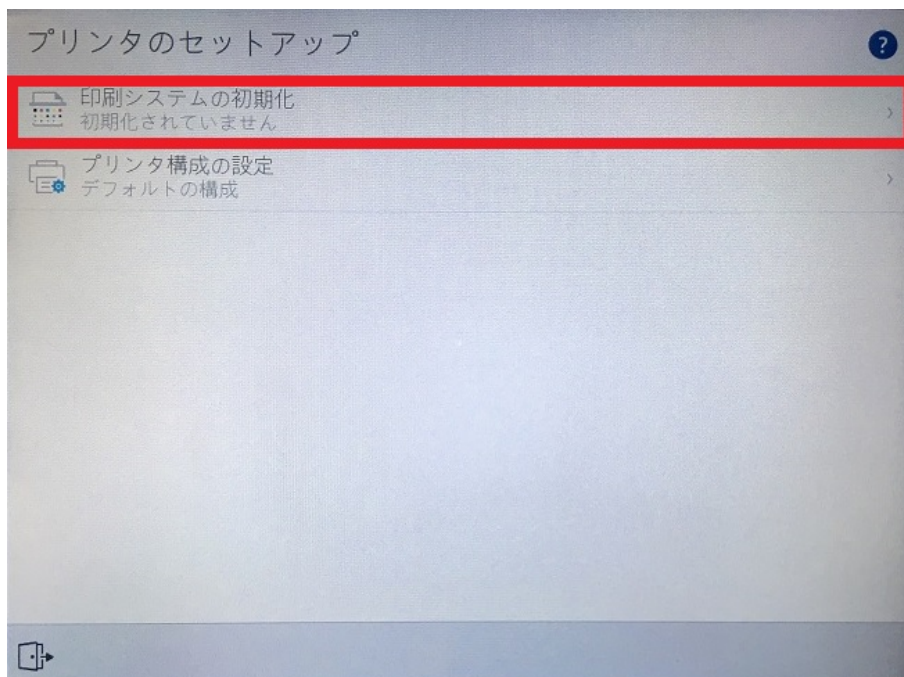 プリンタのセットアップ
?
印刷システムの初期化
初期化されていません
プリンタ構成の設定
デフォルトの構成